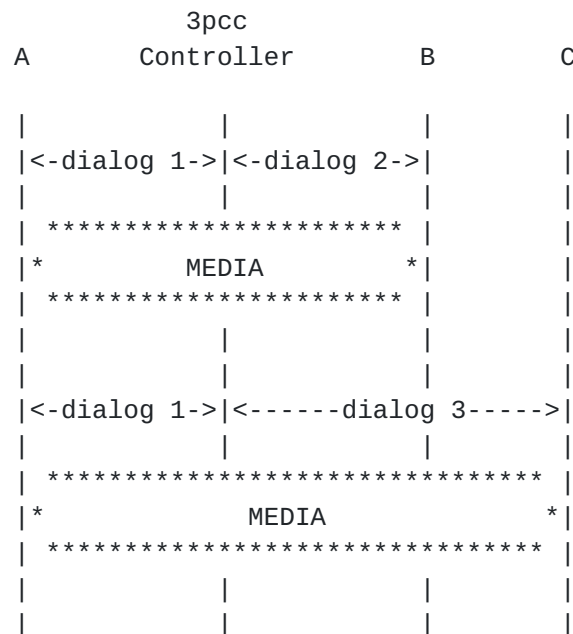 3pcc
A       Controller        B        C

|            |            |        |
|<-dialog 1->|<-dialog 2->|        |
|            |            |        |
| *********************** |        |
|*         MEDIA         *|        |
| *********************** |        |
|            |            |        |
|            |            |        |
|<-dialog 1->|<------dialog 3----->|
|            |            |        |
| ******************************** |
|*             MEDIA              *|
| ******************************** |
|            |            |        |
|            |            |        |